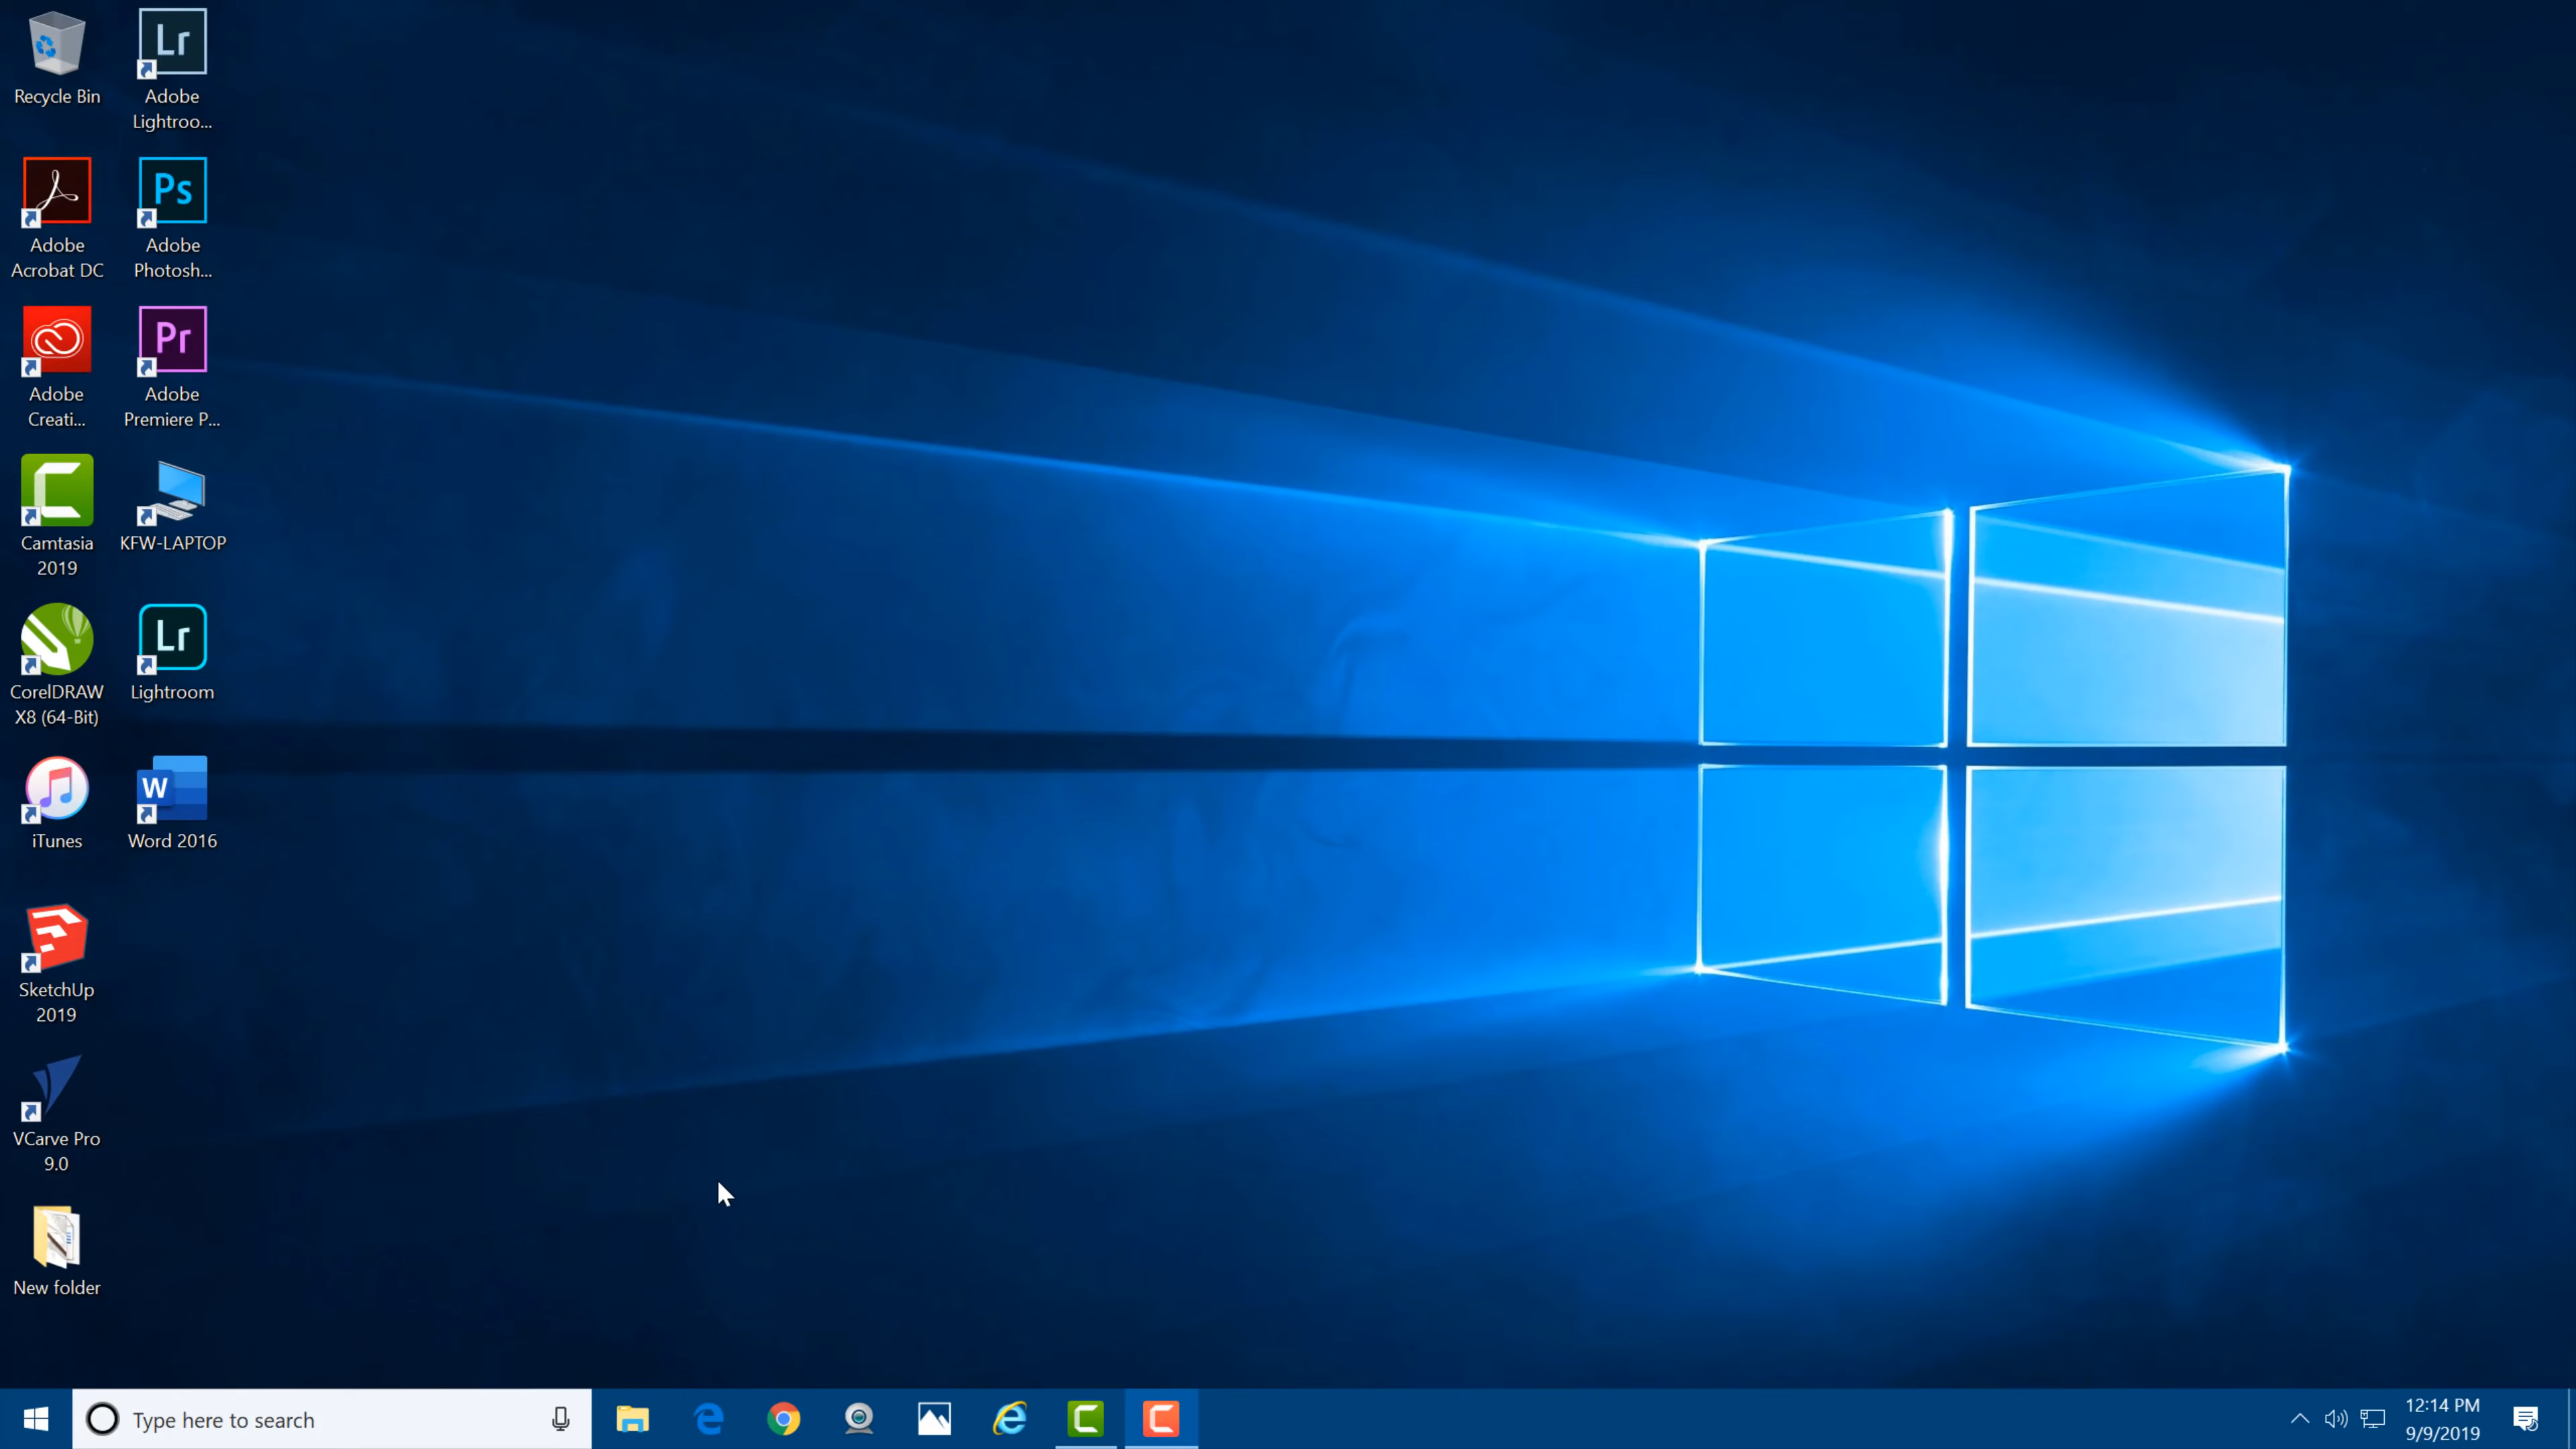 Recycle Bin
Lr
Adobe
Lightroo...
Adobe
Acrobat DC
Ps
Adobe
Photosh...
Adobe
Creati...
Pr
Adobe
Premiere P...
Camtasia
2019
KFW-LAPTOP
CorelDRAW
X8 (64-Bit)
Lr
Lightroom
iTunes
W
Word 2016
SketchUp
2019
VCarve Pro
9.0
New folder
Type here to search
12:14 PM
9/9/2019